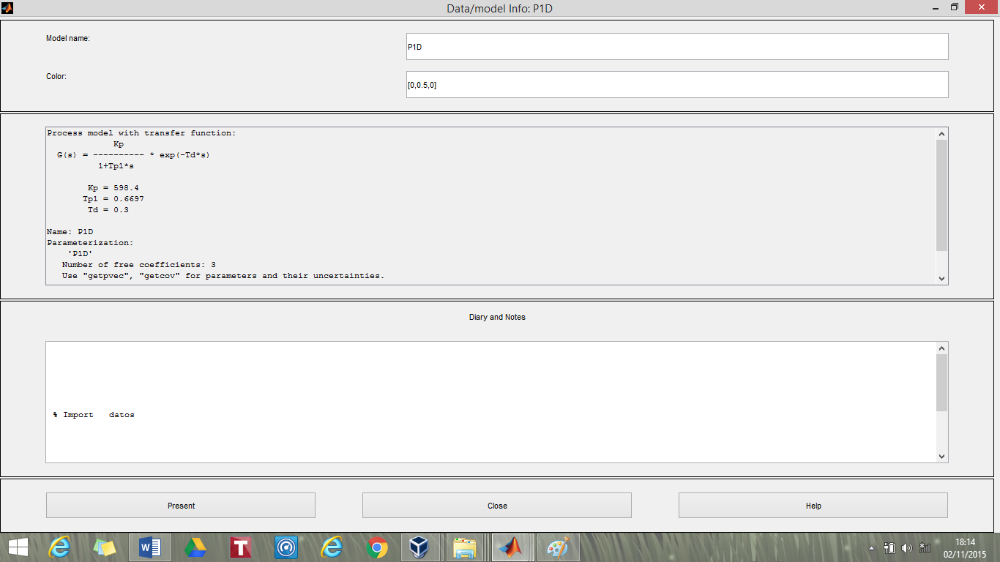 Data/model Info: P1D
Model name:
P1D
Color:
[0,0.5,0]
Process model with transfer function:
Kp
G(s) = ---------- * exp(-Td*s)
1+Tp1*s
Kp = 598.4
Tp1 = 0.6697
Td = 0.3
Name: P1D
Parameterization:
'P1D'
Number of free coefficients: 3
Use "getpvec", "getcov" for parameters and their uncertainties.
Diary and Notes
% Import datos
Present
Close
Help
18:14
02/11/2015